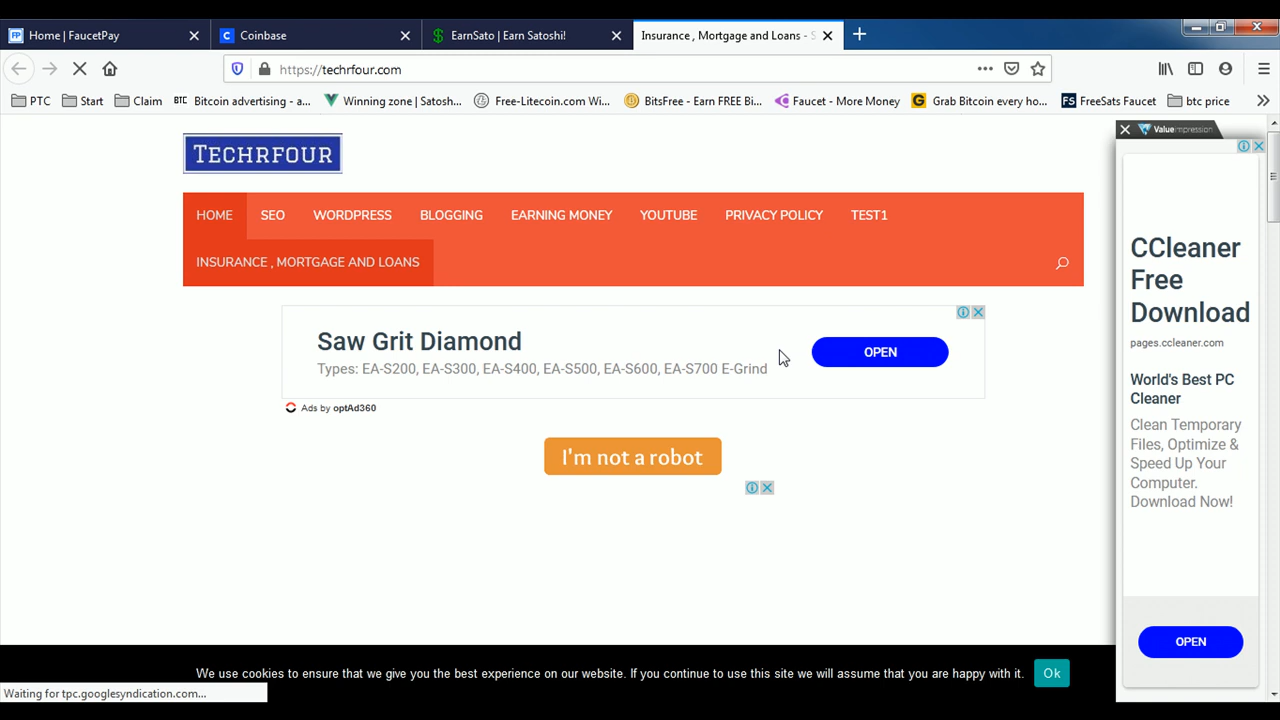 Home | FaucetPay
Coinbase
EarnSato | Earn Satoshi!
Insurance , Mortgage and Loans - S
https://techrfour.com
PTC
Start
Claim
BTC Bitcoin advertising - a...
Winning zone | Satosh...
Free-Litecoin.com Wi...
BitsFree - Earn FREE Bi...
Faucet - More Money
Grab Bitcoin every ho...
FS FreeSats Faucet
btc price
TECHRFOUR
HOME
SEO
WORDPRESS
BLOGGING
EARNING MONEY
YOUTUBE
PRIVACY POLICY
TEST1
INSURANCE , MORTGAGE AND LOANS
Saw Grit Diamond
Types: EA-S200, EA-S300, EA-S400, EA-S500, EA-S600, EA-S700 E-Grind
OPEN
Ads by optAd360
I'm not a robot
Valueimpression
CCleaner
Free
Download
pages.ccleaner.com
World's Best PC
Cleaner
Clean Temporary
Files, Optimize &
Speed Up Your
Computer.
Download Now!
OPEN
We use cookies to ensure that we give you the best experience on our website. If you continue to use this site we will assume that you are happy with it.
Ok
Waiting for tpc.googlesyndication.com...